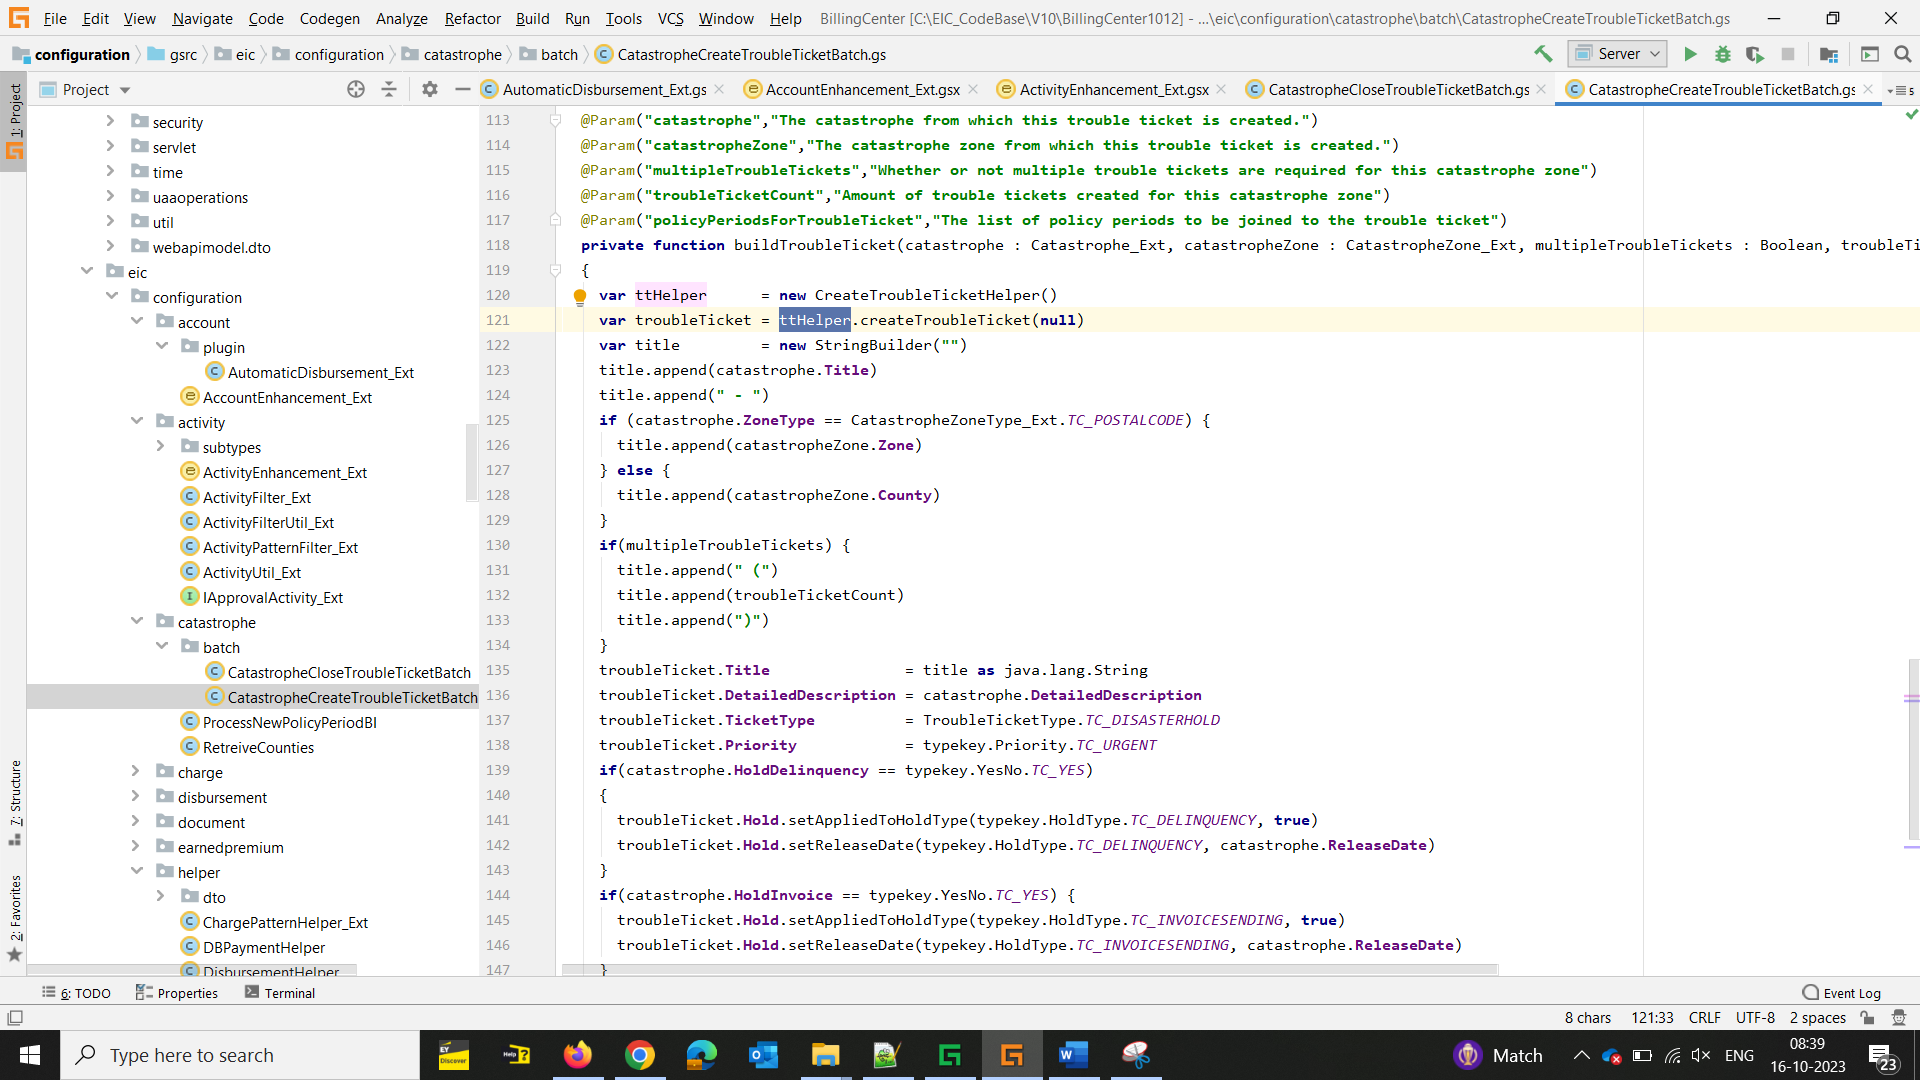 File Edit View Navigate Code Codegen Analyze Refactor Build Run Tools VCS Window Help BillingCenter [C:\EIC_CodeBase\V10\BillingCenter1012] - ...\eic\configuration\catastrophe\batch\CatastropheCreateTroubleTicketBatch.gs
configuration gsrc eic configuration catastrophe batch CatastropheCreateTroubleTicketBatch.gs Server
Project AutomaticDisbursement_Ext.gs AccountEnhancement_Ext.gsx ActivityEnhancement_Ext.gsx CatastropheCloseTroubleTicketBatch.gs CatastropheCreateTroubleTicketBatch.gs 5
1: Project
7: Structure
2: Favorites
security
servlet
time
uaaoperations
util
webapimodel.dto
eic
configuration
account
plugin
AutomaticDisbursement_Ext
AccountEnhancement_Ext
activity
subtypes
ActivityEnhancement_Ext
ActivityFilter_Ext
ActivityFilterUtil_Ext
ActivityPatternFilter_Ext
ActivityUtil_Ext
IApprovalActivity_Ext
catastrophe
batch
CatastropheCloseTroubleTicketBatch
CatastropheCreateTroubleTicketBatch
ProcessNewPolicyPeriodBI
RetreiveCounties
charge
disbursement
document
earnedpremium
helper
dto
ChargePatternHelper_Ext
DBPaymentHelper
DisbursementHelper
113 @Param("catastrophe","The catastrophe from which this trouble ticket is created.")
114 @Param("catastropheZone","The catastrophe zone from which this trouble ticket is created.")
115 @Param("multipleTroubleTickets","Whether or not multiple trouble tickets are required for this catastrophe zone")
116 @Param("troubleTicketCount","Amount of trouble tickets created for this catastrophe zone")
117 @Param("policyPeriodsForTroubleTicket","The list of policy periods to be joined to the trouble ticket")
118 private function buildTroubleTicket(catastrophe : Catastrophe_Ext, catastropheZone : CatastropheZone_Ext, multipleTroubleTickets : Boolean, troubleTi
119 {
120 var ttHelper = new CreateTroubleTicketHelper()
121 var troubleTicket = ttHelper.createTroubleTicket(null)
122 var title = new StringBuilder("")
123 title.append(catastrophe.Title)
124 title.append(" - ")
125 if (catastrophe.ZoneType == CatastropheZoneType_Ext.TC_POSTALCODE) {
126 title.append(catastropheZone.Zone)
127 } else {
128 title.append(catastropheZone.County)
129 }
130 if(multipleTroubleTickets) {
131 title.append(" (")
132 title.append(troubleTicketCount)
133 title.append(")")
134 }
135 troubleTicket.Title = title as java.lang.String
136 troubleTicket.DetailedDescription = catastrophe.DetailedDescription
137 troubleTicket.TicketType = TroubleTicketType.TC_DISASTERHOLD
138 troubleTicket.Priority = typekey.Priority.TC_URGENT
139 if(catastrophe.HoldDelinquency == typekey.YesNo.TC_YES)
140 {
141 troubleTicket.Hold.setAppliedToHoldType(typekey.HoldType.TC_DELINQUENCY, true)
142 troubleTicket.Hold.setReleaseDate(typekey.HoldType.TC_DELINQUENCY, catastrophe.ReleaseDate)
143 }
144 if(catastrophe.HoldInvoice == typekey.YesNo.TC_YES) {
145 troubleTicket.Hold.setAppliedToHoldType(typekey.HoldType.TC_INVOICESENDING, true)
146 troubleTicket.Hold.setReleaseDate(typekey.HoldType.TC_INVOICESENDING, catastrophe.ReleaseDate)
147 }
6: TODO Properties Terminal Event Log
8 chars 121:33 CRLF UTF-8 2 spaces
Type here to search EY Discover Help ? Match ENG 08:39
16-10-2023 23